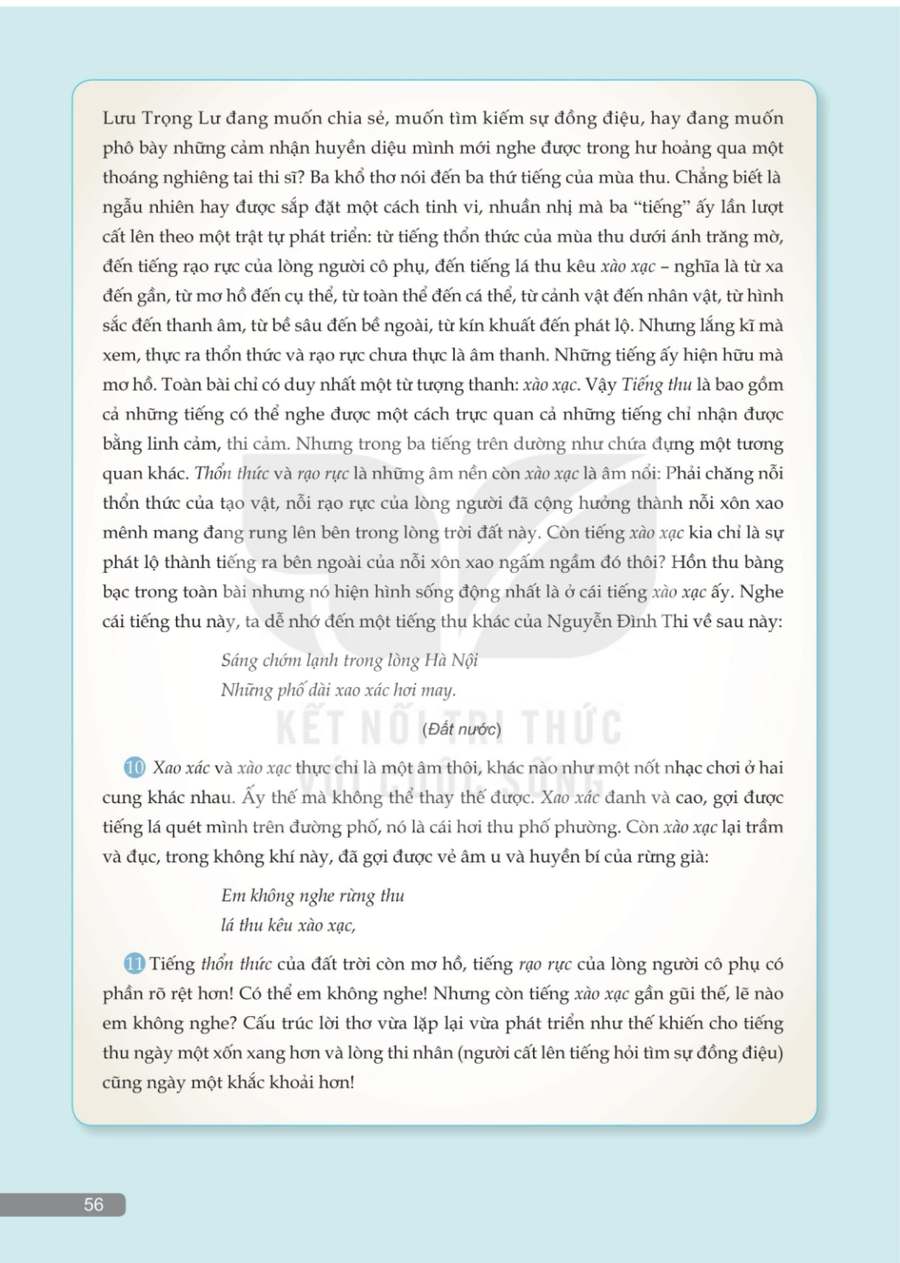 Lưu Trọng Lư đang muốn chia sẻ, muốn tìm kiếm sự đồng điệu, hay đang muốn
phô bày những cảm nhận huyền diệu mình mới nghe được trong hư hoảng qua một
thoáng nghiêng tai thi sĩ? Ba khổ thơ nói đến ba thứ tiếng của mùa thu. Chẳng biết là
ngẫu nhiên hay được sắp đặt một cách tinh vi, nhuần nhị mà ba “tiếng” ấy lần lượt
cất lên theo một trật tự phát triển: từ tiếng thổn thức của mùa thu dưới ánh trăng mờ,
đến tiếng rạo rực của lòng người cô phụ, đến tiếng lá thu kêu xào xạc – nghĩa là từ xa
đến gần, từ mơ hồ đến cụ thể, từ toàn thể đến cá thể, từ cảnh vật đến nhân vật, từ hình
sắc đến thanh âm, từ bề sâu đến bề ngoài, từ kín khuất đến phát lộ. Nhưng lắng kĩ mà
xem, thực ra thổn thức và rạo rực chưa thực là âm thanh. Những tiếng ấy hiện hữu mà
mơ hồ. Toàn bài chỉ có duy nhất một từ tượng thanh: xào xạc. Vậy Tiếng thu là bao gồm
cả những tiếng có thể nghe được một cách trực quan cả những tiếng chỉ nhận được
bằng linh cảm, thi cảm. Nhưng trong ba tiếng trên dường như chứa đựng một tương
quan khác. Thổn thức và rạo rực là những âm nền còn xào xạc là âm nổi: Phải chăng nỗi
thổn thức của tạo vật, nỗi rạo rực của lòng người đã cộng hưởng thành nỗi xôn xao
mênh mang đang rung lên bên trong lòng trời đất này. Còn tiếng xào xạc kia chỉ là sự
phát lộ thành tiếng ra bên ngoài của nỗi xôn xao ngấm ngầm đó thôi? Hồn thu bàng
bạc trong toàn bài nhưng nó hiện hình sống động nhất là ở cái tiếng xào xạc ấy. Nghe
cái tiếng thu này, ta dễ nhớ đến một tiếng thu khác của Nguyễn Đình Thi về sau này:
Sáng chớm lạnh trong lòng Hà Nội
Những phố dài xao xác hơi may.
(Đất nước)
KẾT NỐI TRI THỨC
VỚI CUỘC SỐNG
10 Xao xác và xào xạc thực chỉ là một âm thôi, khác nào như một nốt nhạc chơi ở hai
cung khác nhau. Ấy thế mà không thể thay thế được. Xao xác đanh và cao, gợi được
tiếng lá quét mình trên đường phố, nó là cái hơi thu phố phường. Còn xào xạc lại trầm
và đục, trong không khí này, đã gợi được vẻ âm u và huyền bí của rừng già:
Em không nghe rừng thu
lá thu kêu xào xạc,
11 Tiếng thổn thức của đất trời còn mơ hồ, tiếng rạo rực của lòng người cô phụ có
phần rõ rệt hơn! Có thể em không nghe! Nhưng còn tiếng xào xạc gần gũi thế, lẽ nào
em không nghe? Cấu trúc lời thơ vừa lặp lại vừa phát triển như thế khiến cho tiếng
thu ngày một xốn xang hơn và lòng thi nhân (người cất lên tiếng hỏi tìm sự đồng điệu)
cũng ngày một khắc khoải hơn!
56